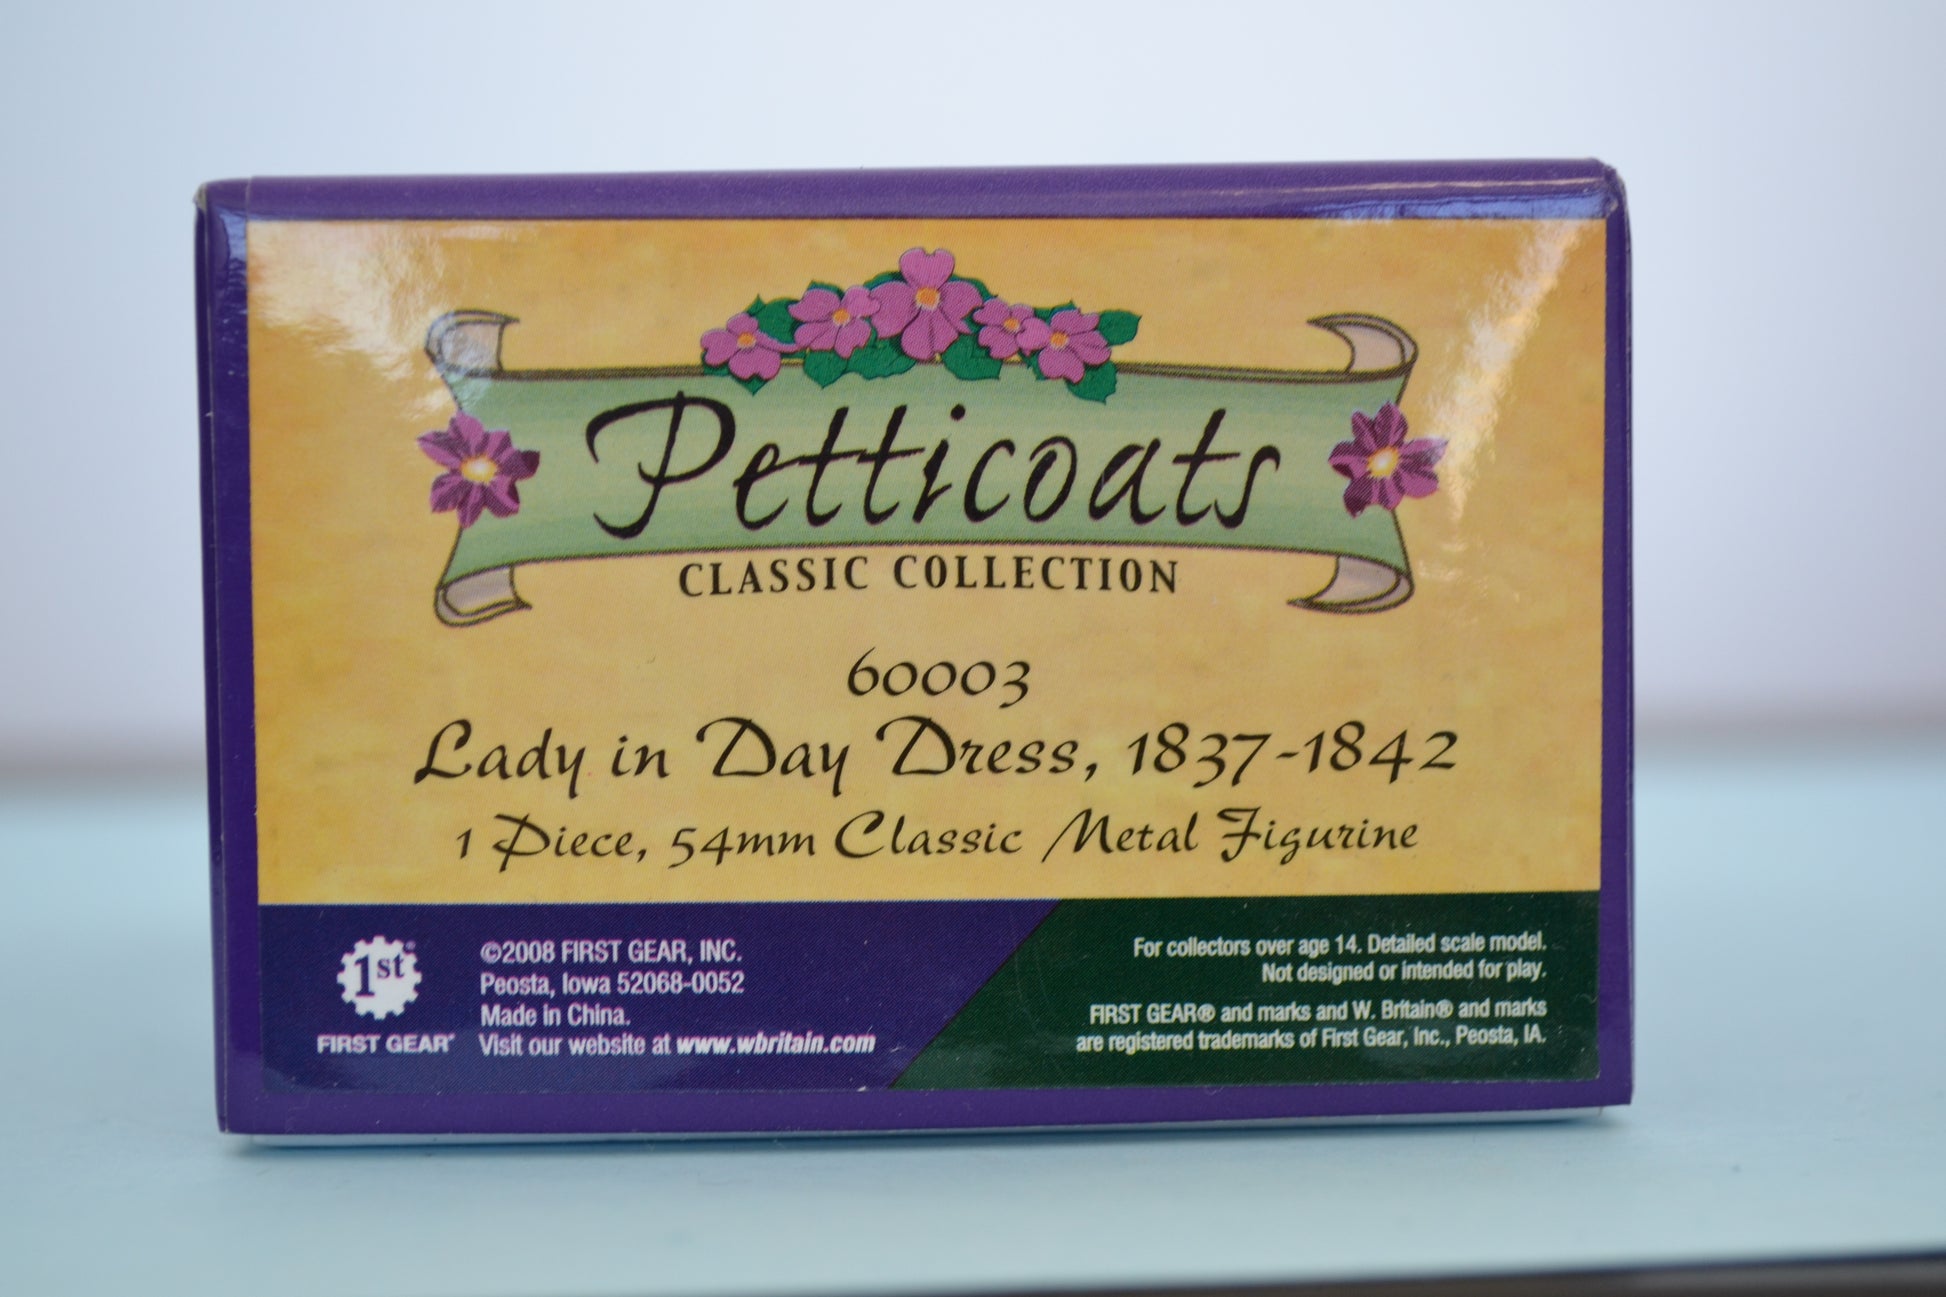 Petticoats
CLASSIC COLLECTION
60003
Lady in Day Dress, 1837-1842
1 Piece, 54mm Classic Metal Figurine
1st®
FIRST GEAR®
©2008 FIRST GEAR, INC.
Peosta, Iowa 52068-0052
Made in China.
Visit our website at www.wbritain.com
For collectors over age 14. Detailed scale model.
Not designed or intended for play.
FIRST GEAR® and marks and W. Britain® and marks
are registered trademarks of First Gear, Inc., Peosta, IA.